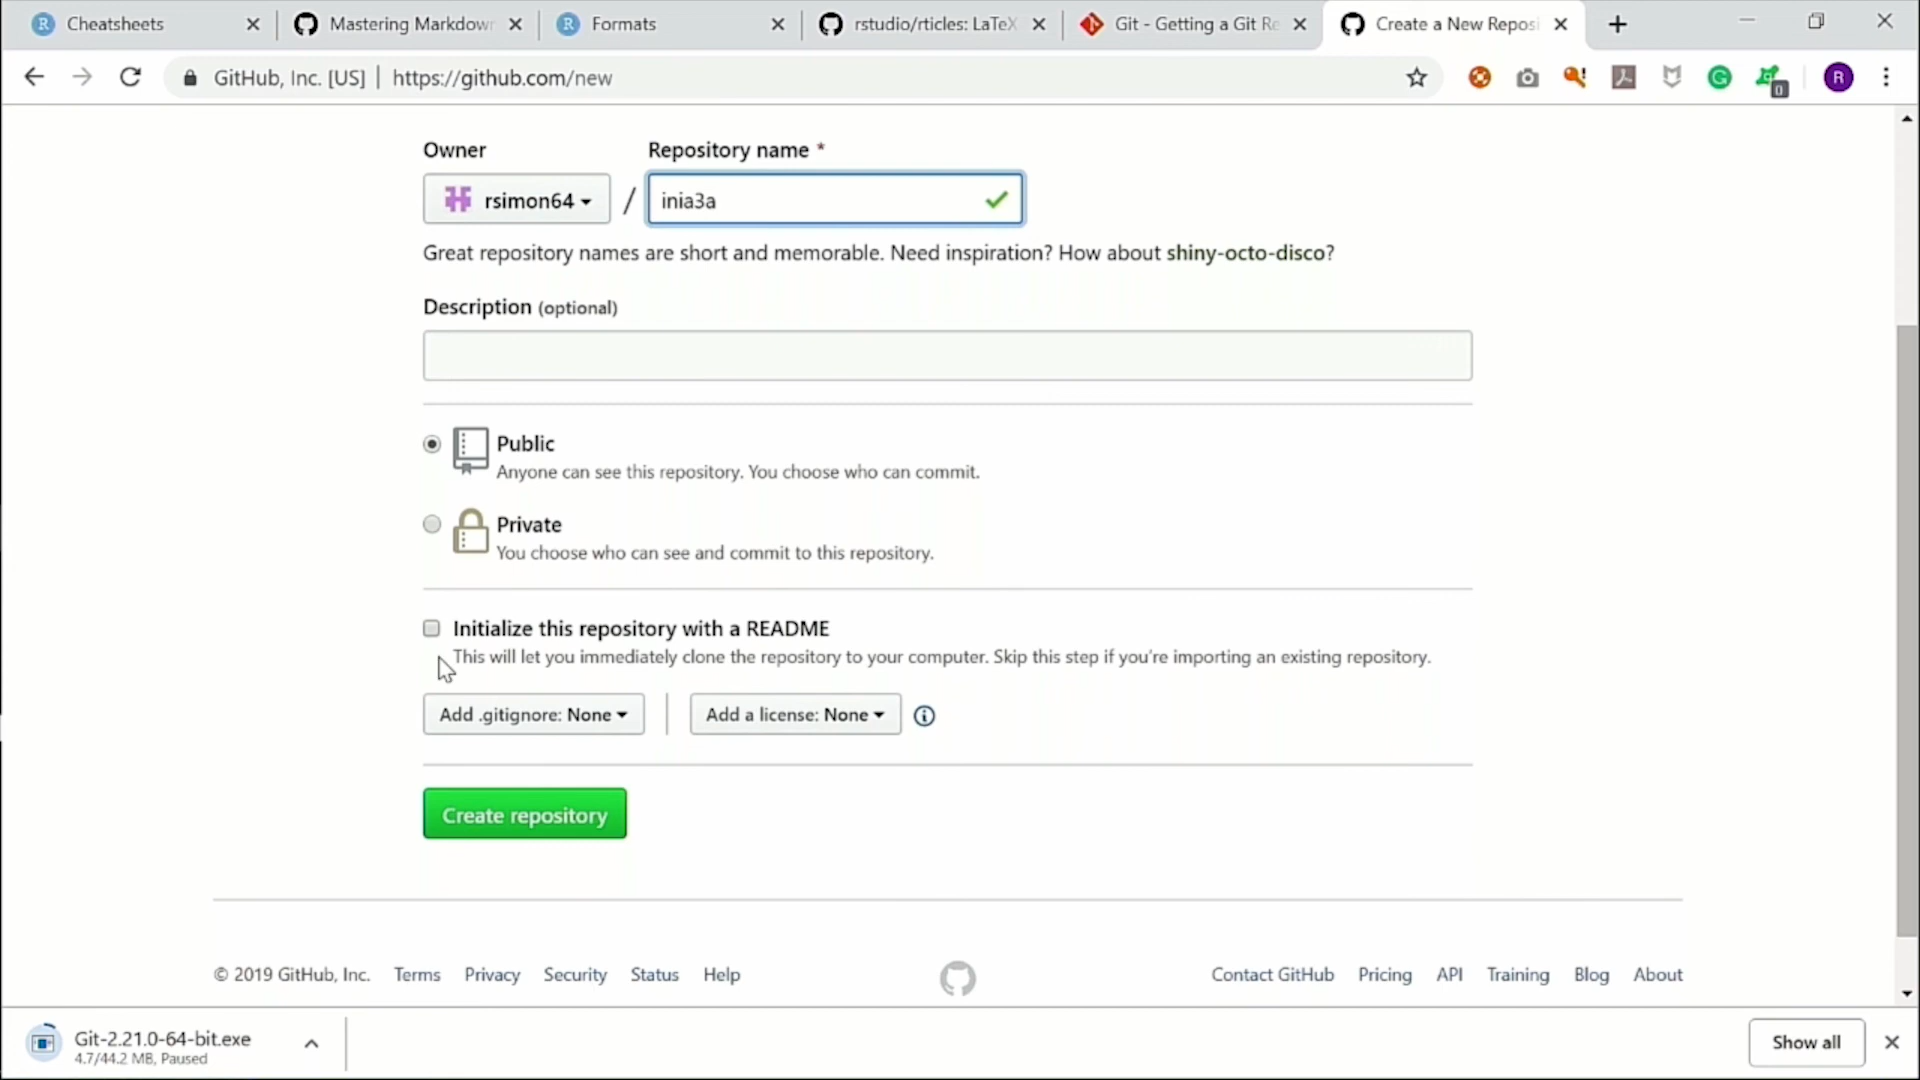 Cheatsheets
Mastering Markdown
Formats
rstudio/rticles: LaTeX
Git - Getting a Git Re
Create a New Reposi
GitHub, Inc. [US] | https://github.com/new
G
0
R
Owner
Repository name *
rsimon64 / inia3a
Great repository names are short and memorable. Need inspiration? How about shiny-octo-disco?
Description (optional)
Public
Anyone can see this repository. You choose who can commit.
Private
You choose who can see and commit to this repository.
Initialize this repository with a README
This will let you immediately clone the repository to your computer. Skip this step if you're importing an existing repository.
Add .gitignore: None
Add a license: None
Create repository
© 2019 GitHub, Inc. Terms Privacy Security Status Help
Contact GitHub Pricing API Training Blog About
Git-2.21.0-64-bit.exe
4.7/44.2 MB, Paused
Show all